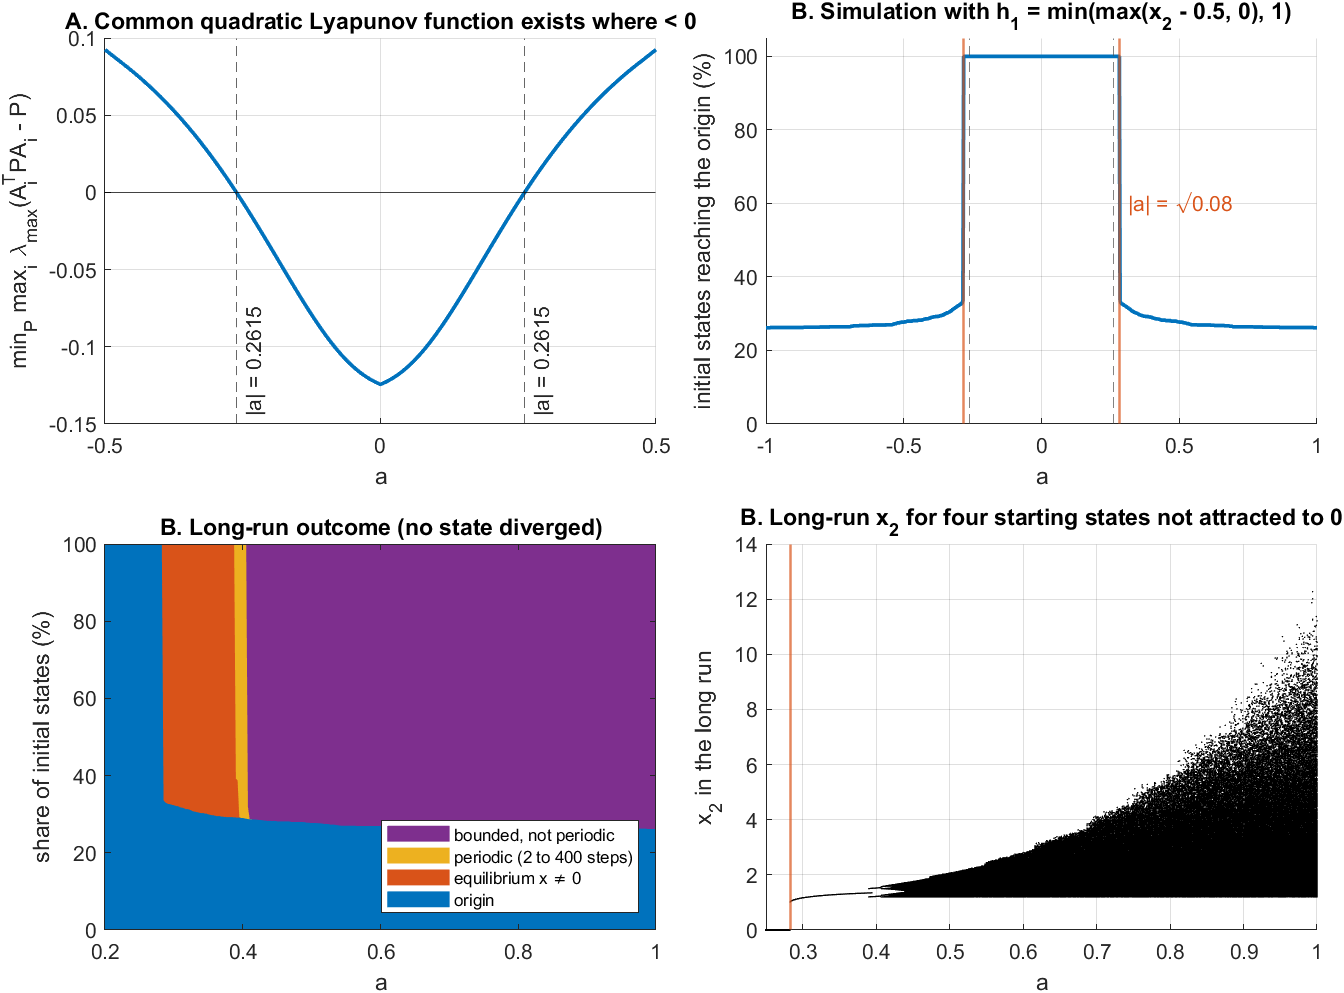 A. Common quadratic Lyapunov function exists where < 0
0.1
0.05
0
-0.05
-0.1
-0.15
-0.5
0
0.5
a
min_P max_i λ_max(A_i^T PA_i - P)
|a| = 0.2615
|a| = 0.2615
B. Simulation with h_1 = min(max(x_2 - 0.5, 0), 1)
100
80
60
40
20
0
-1
-0.5
0
0.5
1
a
initial states reaching the origin (%)
|a| = √0.08
B. Long-run outcome (no state diverged)
100
80
60
40
20
0
0.2
0.4
0.6
0.8
1
a
share of initial states (%)
bounded, not periodic
periodic (2 to 400 steps)
equilibrium x ≠ 0
origin
B. Long-run x_2 for four starting states not attracted to 0
14
12
10
8
6
4
2
0
0.3
0.4
0.5
0.6
0.7
0.8
0.9
1
a
x_2 in the long run